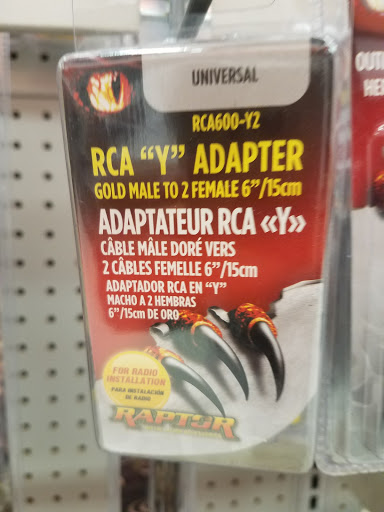 UNIVERSAL
RCA600-Y2
RCA "Y" ADAPTER
GOLD MALE TO 2 FEMALE 6"/15cm
ADAPTATEUR RCA «Y»
CÂBLE MÂLE DORÉ VERS
2 CÂBLES FEMELLE 6"/15cm
ADAPTADOR RCA EN "Y"
MACHO A 2 HEMBRAS
6"/15cm DE ORO
FOR RADIO
INSTALLATION
PARA INSTALACIÓN
DE RADIO
RAPTOR